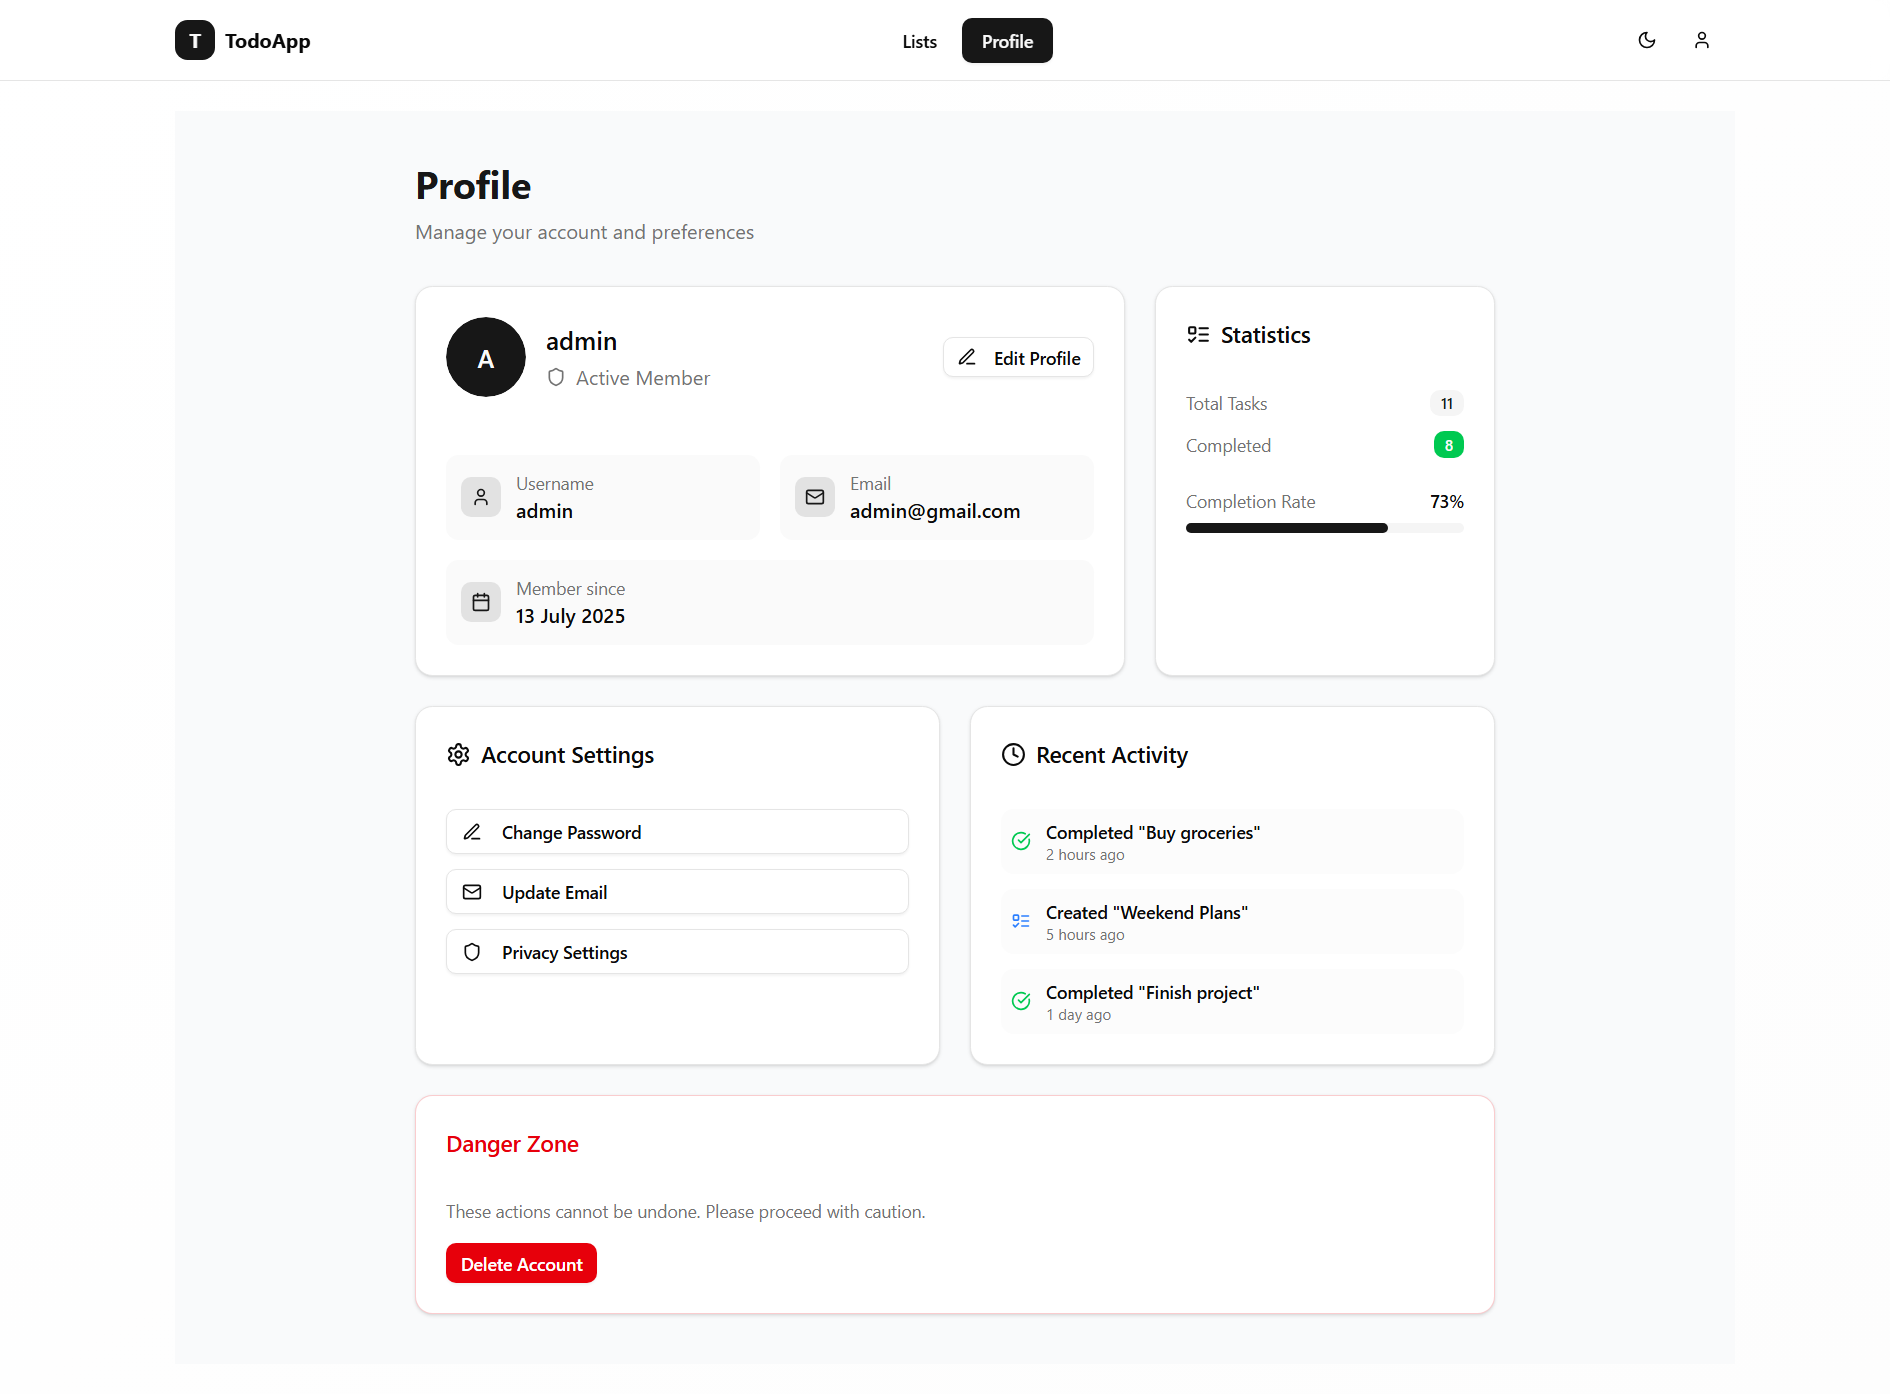 T TodoApp
Lists
Profile
Profile
Manage your account and preferences
A
admin
Active Member
Edit Profile
Username
admin
Email
admin@gmail.com
Member since
13 July 2025
Statistics
Total Tasks 11
Completed 8
Completion Rate 73%
Account Settings
Change Password
Update Email
Privacy Settings
Recent Activity
Completed "Buy groceries"
2 hours ago
Created "Weekend Plans"
5 hours ago
Completed "Finish project"
1 day ago
Danger Zone
These actions cannot be undone. Please proceed with caution.
Delete Account